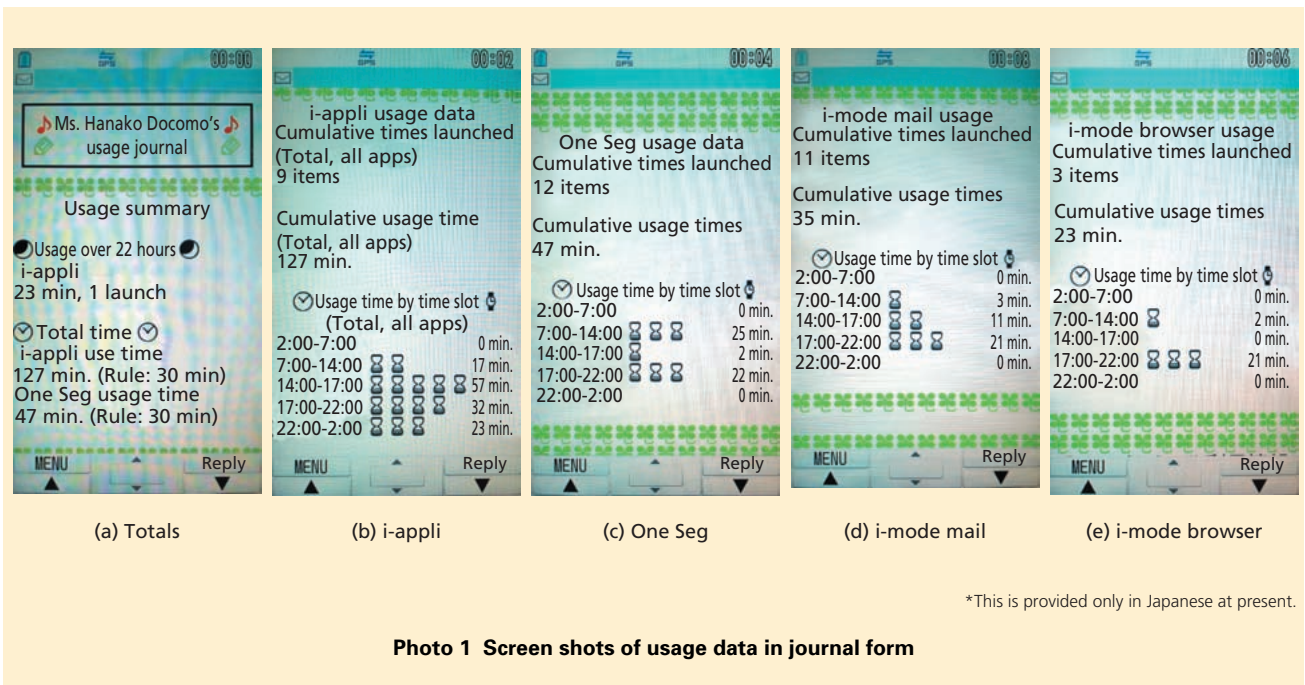 00:00
GPS
Ms. Hanako Docomo's
usage journal
Usage summary
Usage over 22 hours
i-appli
23 min, 1 launch
Total time
i-appli use time
127 min. (Rule: 30 min)
One Seg usage time
47 min. (Rule: 30 min)
MENU Reply
(a) Totals
00:02
GPS
i-appli usage data
Cumulative times launched
(Total, all apps)
9 items
Cumulative usage time
(Total, all apps)
127 min.
Usage time by time slot
(Total, all apps)
2:00-7:00 0 min.
7:00-14:00 17 min.
14:00-17:00 57 min.
17:00-22:00 32 min.
22:00-2:00 23 min.
MENU Reply
(b) i-appli
00:04
GPS
One Seg usage data
Cumulative times launched
12 items
Cumulative usage times
47 min.
Usage time by time slot
2:00-7:00 0 min.
7:00-14:00 25 min.
14:00-17:00 2 min.
17:00-22:00 22 min.
22:00-2:00 0 min.
MENU Reply
(c) One Seg
00:08
GPS
i-mode mail usage
Cumulative times launched
11 items
Cumulative usage times
35 min.
Usage time by time slot
2:00-7:00 0 min.
7:00-14:00 3 min.
14:00-17:00 11 min.
17:00-22:00 21 min.
22:00-2:00 0 min.
MENU Reply
(d) i-mode mail
00:06
GPS
i-mode browser usage
Cumulative times launched
3 items
Cumulative usage times
23 min.
Usage time by time slot
2:00-7:00 0 min.
7:00-14:00 2 min.
14:00-17:00 0 min.
17:00-22:00 21 min.
22:00-2:00 0 min.
MENU Reply
(e) i-mode browser
*This is provided only in Japanese at present.
Photo 1 Screen shots of usage data in journal form